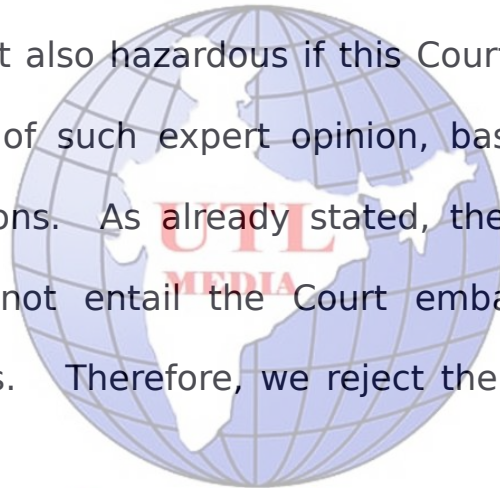 t also hazardous if this Cour
of such expert opinion, bas
ons. As already stated, the
UTL
MEDIA
not entail the Court emba
s. Therefore, we reject the